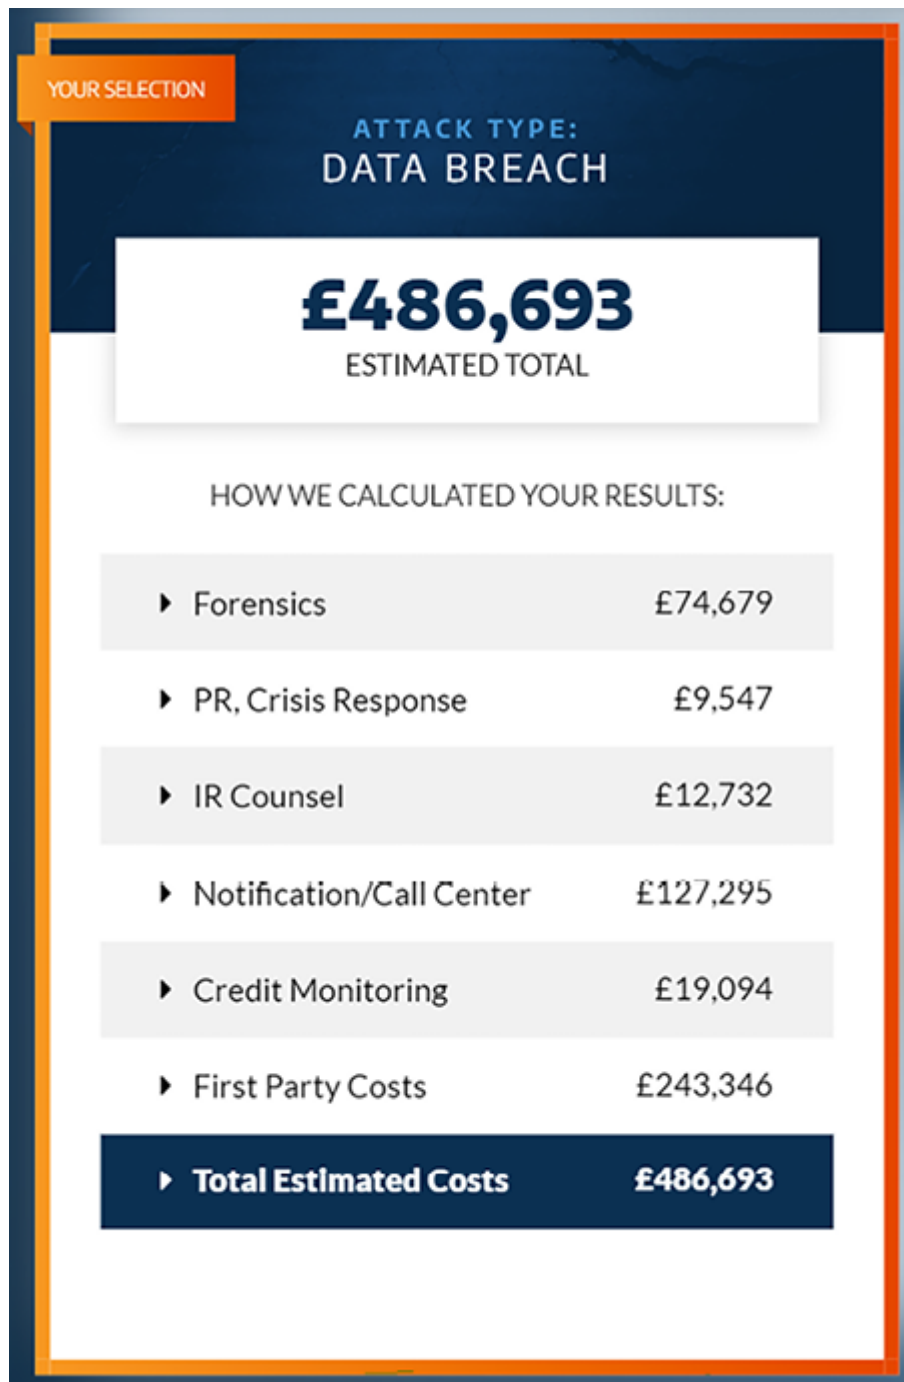 YOUR SELECTION
ATTACK TYPE:
DATA BREACH
£486,693
ESTIMATED TOTAL
HOW WE CALCULATED YOUR RESULTS:
Forensics £74,679
PR, Crisis Response £9,547
IR Counsel £12,732
Notification/Call Center £127,295
Credit Monitoring £19,094
First Party Costs £243,346
Total Estimated Costs £486,693